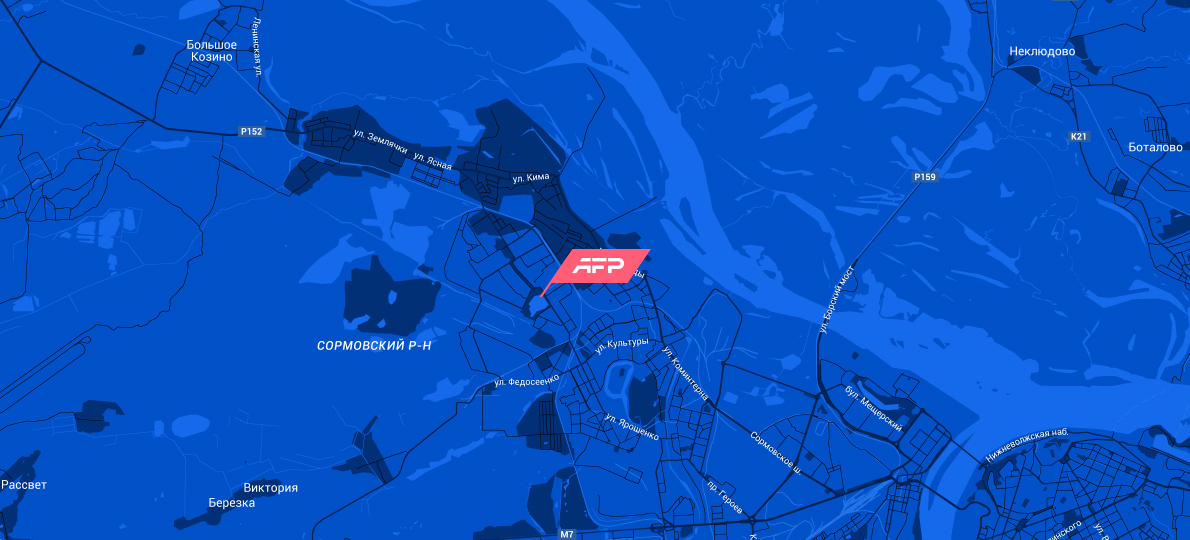 Ленинская ул.
Большое
Козино
Неклюдово
Р152
ул. Землячки
ул. Ясная
К21
Боталово
ул. Кима
Р159
AFP
ул. Борский мост
СОРМОВСКИЙ Р-Н
ул. Культуры
ул. Коминтерна
ул. Федосеенко
бул. Мещерский
ул. Ярошенко
Сормовское ш.
Нижневолжская наб.
Рассвет
Виктория
Березка
пр. Героев
М7